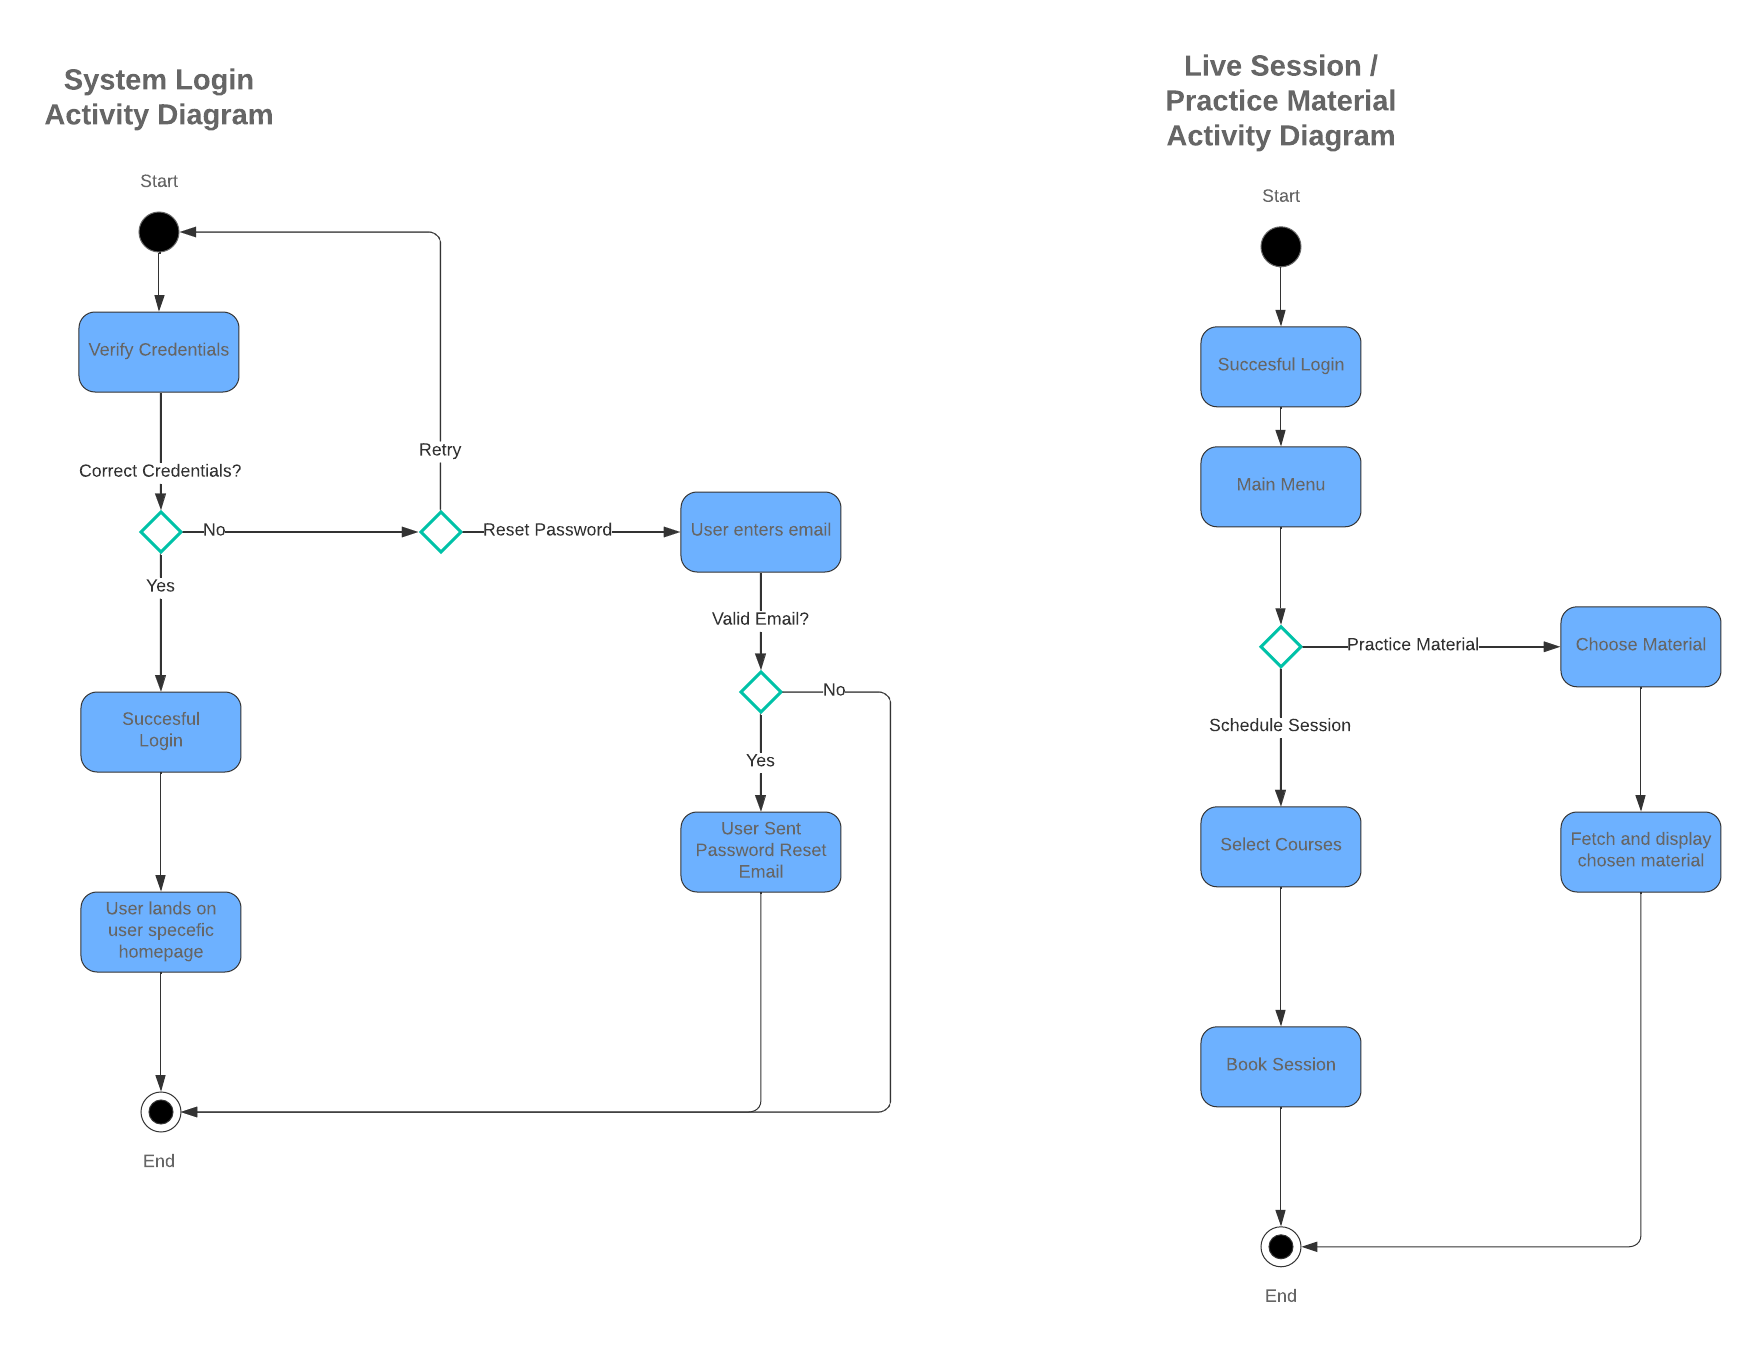 System Login
Activity Diagram
Start
Verify Credentials
Correct Credentials?
No
Retry
Reset Password
User enters email
Yes
Valid Email?
No
Yes
Succesful
Login
User Sent
Password Reset
Email
User lands on
user specefic
homepage
End
Live Session /
Practice Material
Activity Diagram
Start
Succesful Login
Main Menu
Practice Material
Choose Material
Schedule Session
Select Courses
Fetch and display
chosen material
Book Session
End